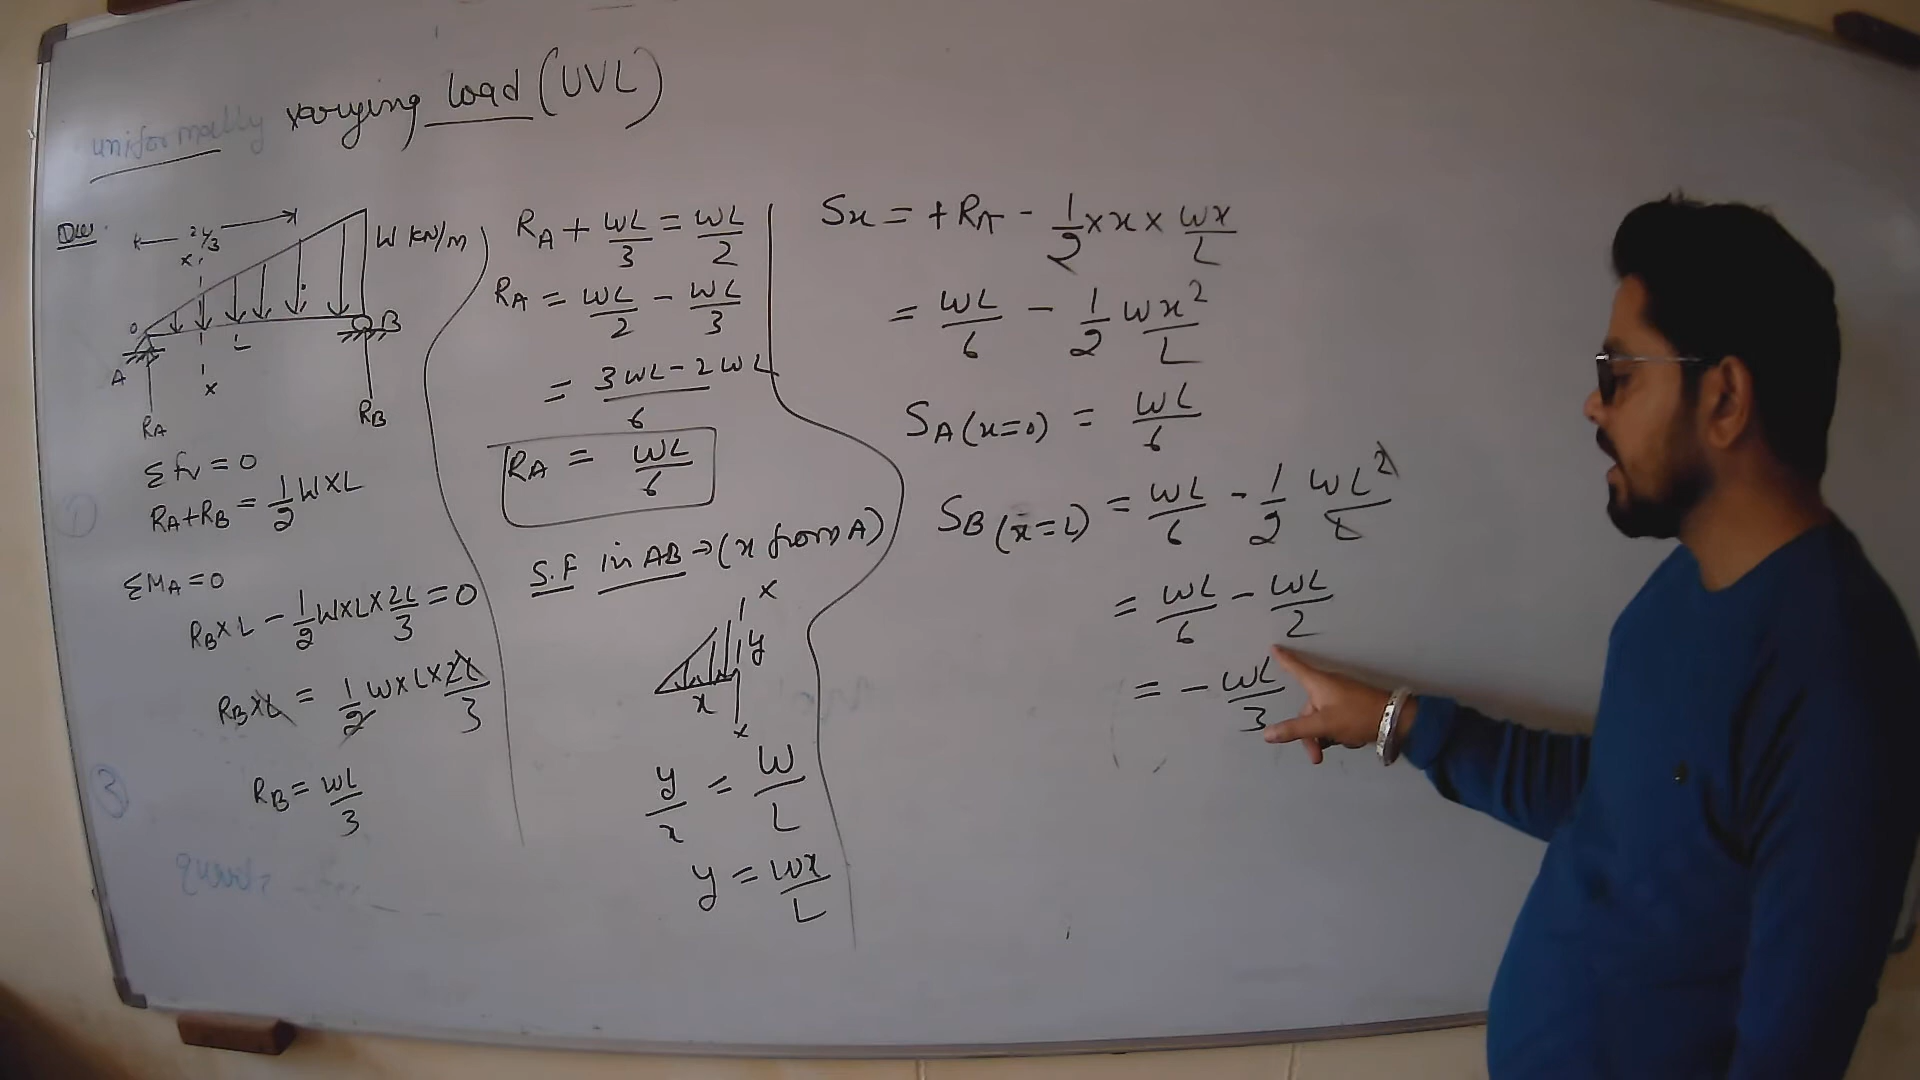 uniformally varying load (UVL)
2L/3
x
W KN/m
0
B
L
A
x
RA
RB
Σfv = 0
RA+RB = 1/2 W×L
ΣMA = 0
RB×L - 1/2 W×L×2L/3 = 0
RB×L = 1/2 W×L×2L/3
RB = WL/3
RA + WL/3 = WL/2
RA = WL/2 - WL/3
= 3WL-2WL/6
RA = WL/6
S.F in AB → (x from A)
x
y
x
x
y/x = W/L
y = Wx/L
Sx = +RA - 1/2 × x × Wx/L
= WL/6 - 1/2 Wx²/L
SA (x=0) = WL/6
SB (x=L) = WL/6 - 1/2 WL²/L
= WL/6 - WL/2
= - WL/3